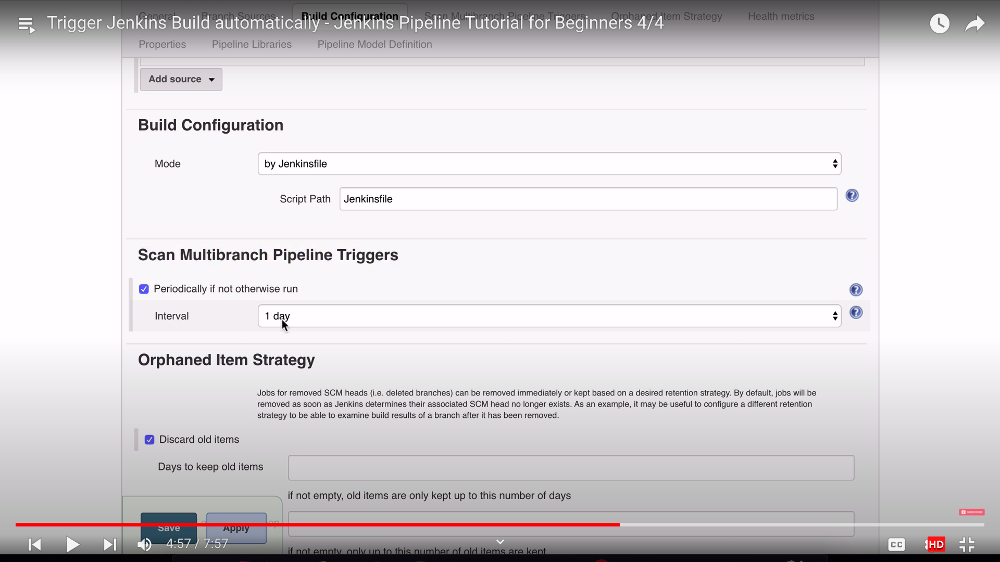 General Branch Sources Build Configuration Scan Multibranch Pipeline Triggers Orphaned Item Strategy Health metrics
Trigger Jenkins Build automatically - Jenkins Pipeline Tutorial for Beginners 4/4
Properties Pipeline Libraries Pipeline Model Definition
Add source
Build Configuration
Mode by Jenkinsfile
Script Path Jenkinsfile
Scan Multibranch Pipeline Triggers
Periodically if not otherwise run
Interval 1 day
Orphaned Item Strategy
Jobs for removed SCM heads (i.e. deleted branches) can be removed immediately or kept based on a desired retention strategy. By default, jobs will be
removed as soon as Jenkins determines their associated SCM head no longer exists. As an example, it may be useful to configure a different retention
strategy to be able to examine build results of a branch after it has been removed.
Discard old items
Days to keep old items
if not empty, old items are only kept up to this number of days
SUBSCRIBE
Save Apply
4:57 / 7:57
CC HD
if not empty, only up to this number of old items are kept